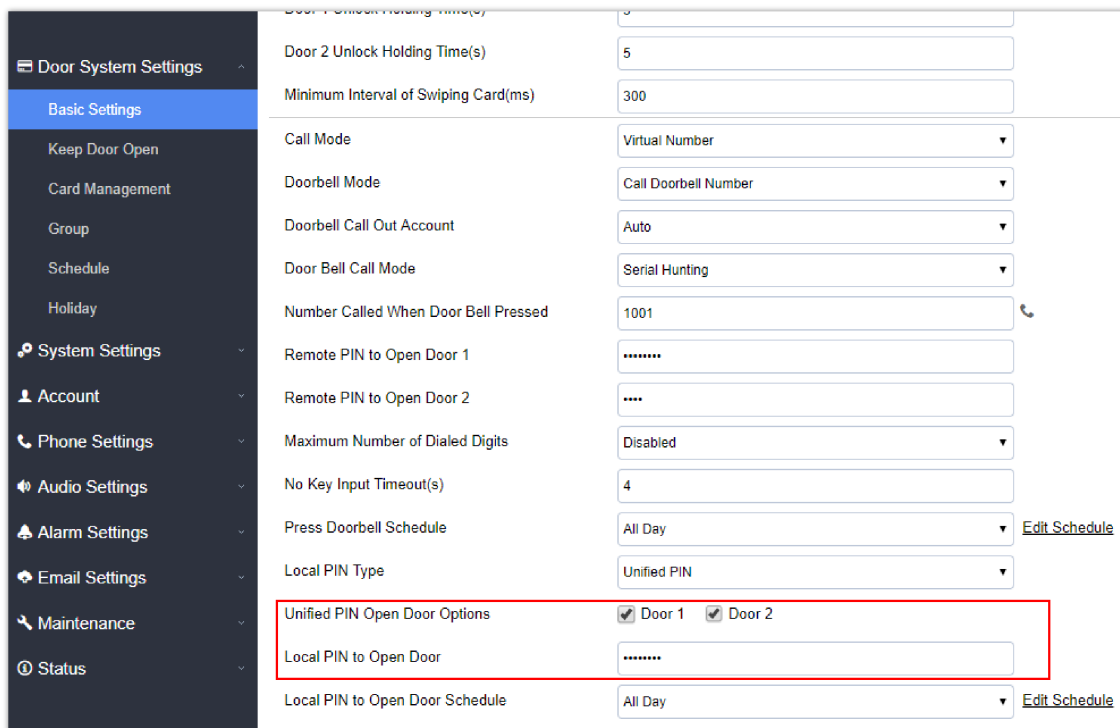 Door System Settings
Basic Settings
Keep Door Open
Card Management
Group
Schedule
Holiday
System Settings
Account
Phone Settings
Audio Settings
Alarm Settings
Email Settings
Maintenance
Status
Door 1 Unlock Holding Time(s)
Door 2 Unlock Holding Time(s) 5
Minimum Interval of Swiping Card(ms) 300
Call Mode Virtual Number
Doorbell Mode Call Doorbell Number
Doorbell Call Out Account Auto
Door Bell Call Mode Serial Hunting
Number Called When Door Bell Pressed 1001
Remote PIN to Open Door 1 ••••••••
Remote PIN to Open Door 2 ••••
Maximum Number of Dialed Digits Disabled
No Key Input Timeout(s) 4
Press Doorbell Schedule All Day Edit Schedule
Local PIN Type Unified PIN
Unified PIN Open Door Options Door 1 Door 2
Local PIN to Open Door ••••••••
Local PIN to Open Door Schedule All Day Edit Schedule